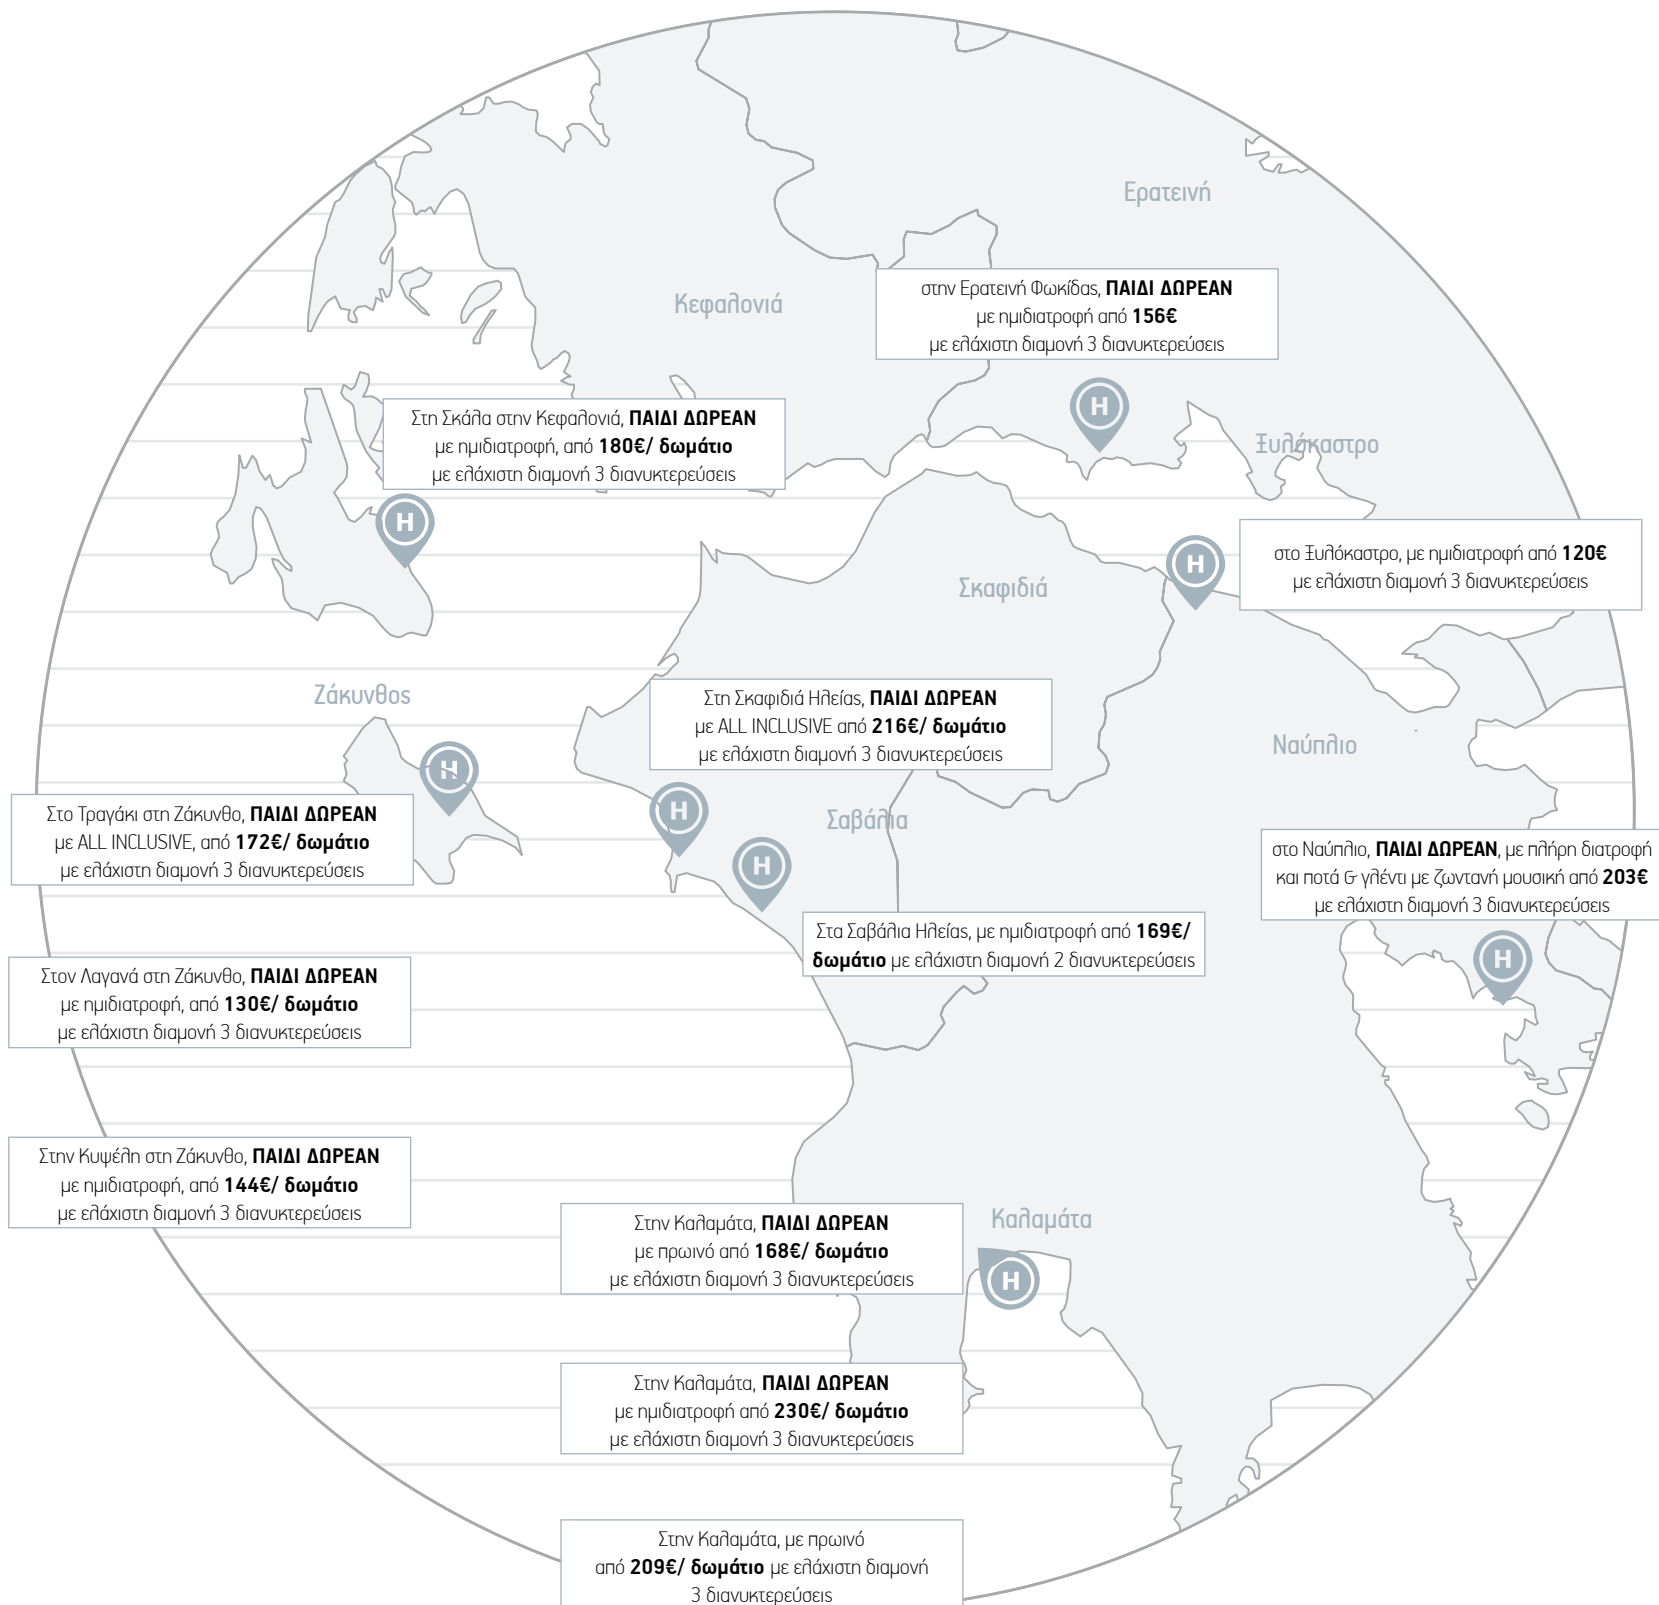 Ερατεινή
στην Ερατεινή Φωκίδας, ΠΑΙΔΙ ΔΩΡΕΑΝ
με ημιδιατροφή από 156€
με ελάχιστη διαμονή 3 διανυκτερεύσεις
Κεφαλονιά
Στη Σκάλα στην Κεφαλονιά, ΠΑΙΔΙ ΔΩΡΕΑΝ
με ημιδιατροφή, από 180€/ δωμάτιο
με ελάχιστη διαμονή 3 διανυκτερεύσεις
H
H
Ξυλόκαστρο
στο Ξυλόκαστρο, με ημιδιατροφή από 120€
με ελάχιστη διαμονή 3 διανυκτερεύσεις
H
Σκαφιδιά
Ζάκυνθος
Στη Σκαφιδιά Ηλείας, ΠΑΙΔΙ ΔΩΡΕΑΝ
με ALL INCLUSIVE από 216€/ δωμάτιο
με ελάχιστη διαμονή 3 διανυκτερεύσεις
Ναύπλιο
H
Στο Τραγάκι στη Ζάκυνθο, ΠΑΙΔΙ ΔΩΡΕΑΝ
με ALL INCLUSIVE, από 172€/ δωμάτιο
με ελάχιστη διαμονή 3 διανυκτερεύσεις
H
Σαβάλια
H
στο Ναύπλιο, ΠΑΙΔΙ ΔΩΡΕΑΝ, με πλήρη διατροφή
και ποτά & γλέντι με ζωντανή μουσική από 203€
με ελάχιστη διαμονή 3 διανυκτερεύσεις
Στα Σαβάλια Ηλείας, με ημιδιατροφή από 169€/
δωμάτιο με ελάχιστη διαμονή 2 διανυκτερεύσεις
H
Στον Λαγανά στη Ζάκυνθο, ΠΑΙΔΙ ΔΩΡΕΑΝ
με ημιδιατροφή, από 130€/ δωμάτιο
με ελάχιστη διαμονή 3 διανυκτερεύσεις
Στην Κυψέλη στη Ζάκυνθο, ΠΑΙΔΙ ΔΩΡΕΑΝ
με ημιδιατροφή, από 144€/ δωμάτιο
με ελάχιστη διαμονή 3 διανυκτερεύσεις
Στην Καλαμάτα, ΠΑΙΔΙ ΔΩΡΕΑΝ
με πρωινό από 168€/ δωμάτιο
με ελάχιστη διαμονή 3 διανυκτερεύσεις
Καλαμάτα
H
Στην Καλαμάτα, ΠΑΙΔΙ ΔΩΡΕΑΝ
με ημιδιατροφή από 230€/ δωμάτιο
με ελάχιστη διαμονή 3 διανυκτερεύσεις
Στην Καλαμάτα, με πρωινό
από 209€/ δωμάτιο με ελάχιστη διαμονή
3 διανυκτερεύσεις